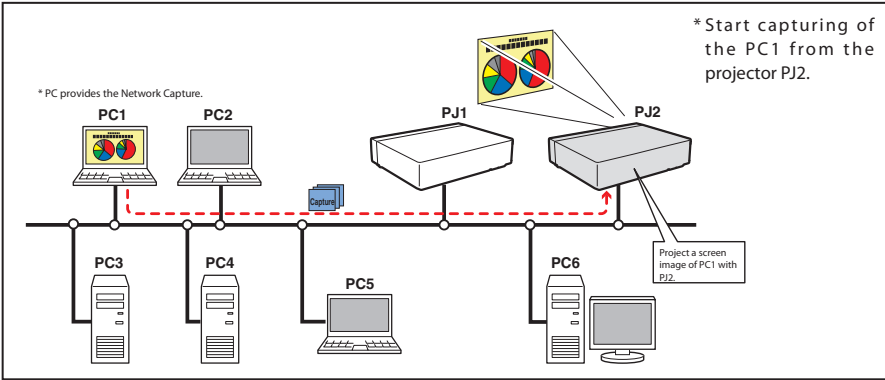 * Start capturing of
the PC1 from the
projector PJ2.
* PC provides the Network Capture.
PC1
PC2
PJ1
PJ2
Capture
Project a screen
image of PC1 with
PJ2.
PC3
PC4
PC5
PC6